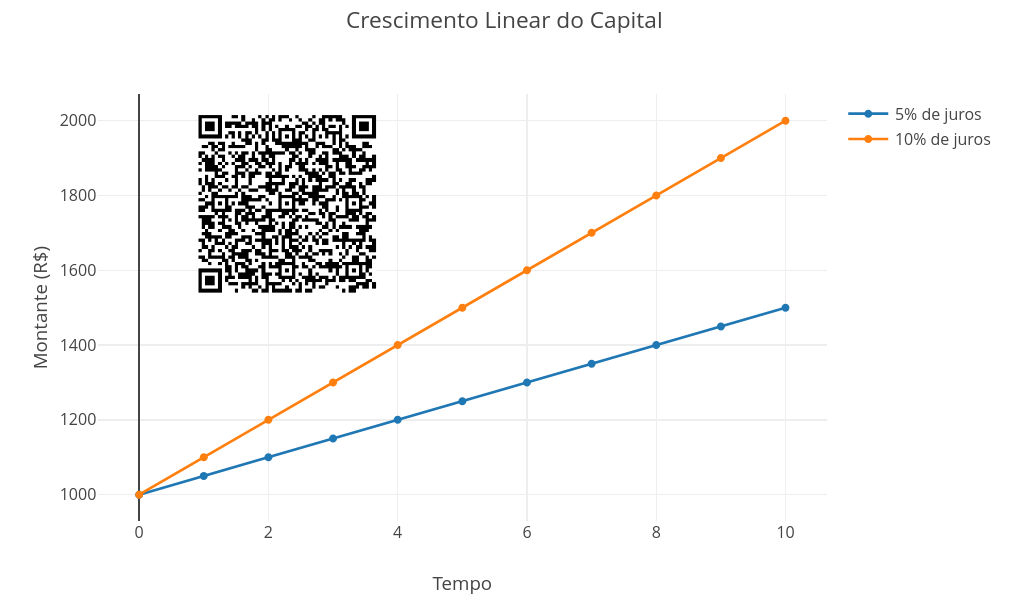 Crescimento Linear do Capital
5% de juros
10% de juros
Montante (R$)
2000
1800
1600
1400
1200
1000
0 2 4 6 8 10
Tempo